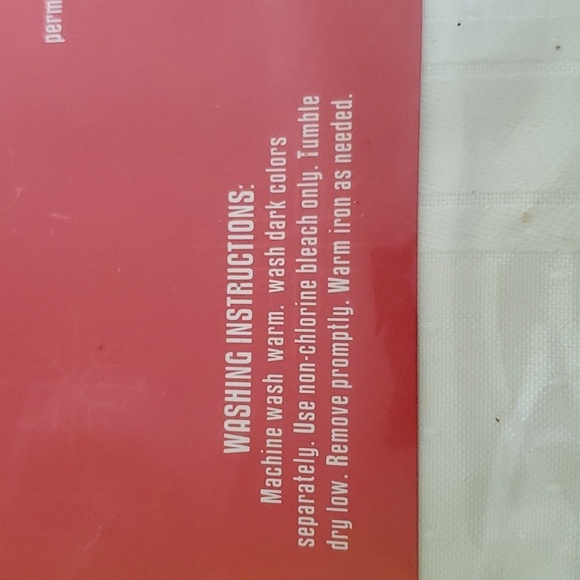 perm
WASHING INSTRUCTIONS:
Machine wash warm. wash dark colors
separately. Use non-chlorine bleach only. Tumble
dry low. Remove promptly. Warm iron as needed.